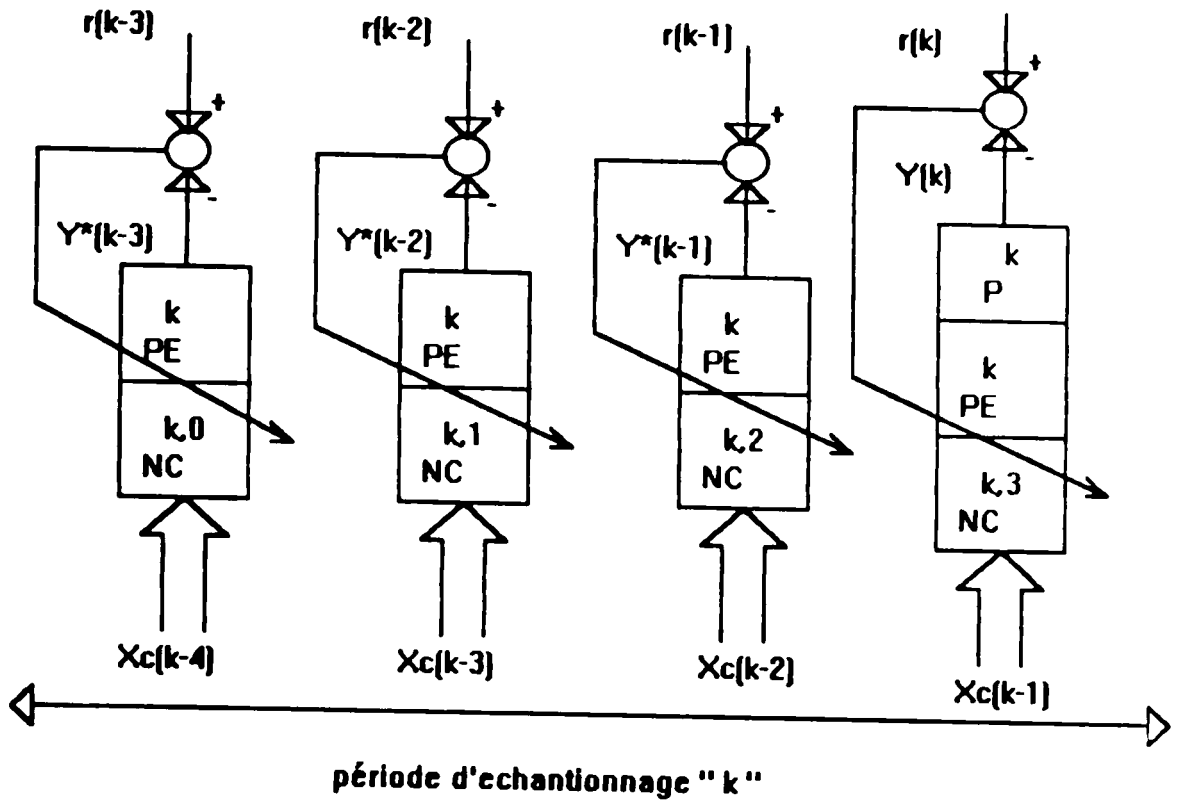 r(k-3)
r(k-2)
r(k-1)
r(k)
+
+
+
+
-
-
-
-
Y*(k-3)
Y*(k-2)
Y*(k-1)
Y(k)
k
PE
k,0
NC
k
PE
k,1
NC
k
PE
k,2
NC
k
P
k
PE
k,3
NC
Xc(k-4)
Xc(k-3)
Xc(k-2)
Xc(k-1)
période d'echantionnage " k "